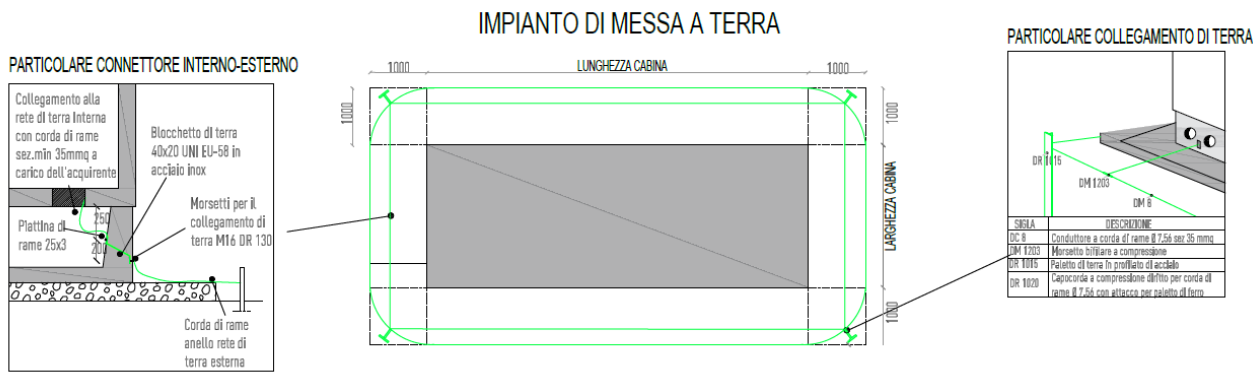 IMPIANTO DI MESSA A TERRA
PARTICOLARE CONNETTORE INTERNO-ESTERNO
Collegamento alla
rete di terra Interna
con corda di rame
sez.min 35mmq a
carico dell'acquirente
Blocchetto di terra
40x20 UNI EU-58 in
acciaio inox
Piattina di
rame 25x3
250
200
Morsetti per il
collegamento di
terra M16 DR 130
Corda di rame
anello rete di
terra esterna
1000
LUNGHEZZA CABINA
1000
1000
1000
LARGHEZZA CABINA
1000
PARTICOLARE COLLEGAMENTO DI TERRA
DR 1015
DM 1203
DM 8
SIGILA DESCRIZIONE
DC 8 Conduttore a corda di rame Ø 7,56 sez 35 mmq
DM 1203 Morsetto bifilare a compressione
DR 1015 Paletto di terra in profilato di acciaio
DR 1020 Capocorda a compressione diritto per corda di
rame Ø 7,56 con attacco per paletto di ferro